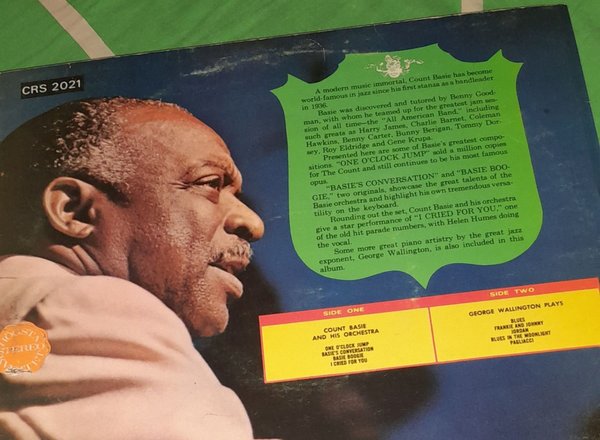 CRS 2021
A modern music immortal, Count Basie has become
world-famous in jazz since his first stanza as a bandleader
in 1936.
Basie was discovered and tutored by Benny Good-
man, with whom he teamed up for the greatest jam ses-
sion of all time—the "All American Band," including
such greats as Harry James, Charlie Barnet, Coleman
Hawkins, Benny Carter, Bunny Berigan, Tommy Dor-
sey, Roy Eldridge and Gene Krupa.
Presented here are some of Basie's greatest compo-
sitions. "ONE O'CLOCK JUMP" sold a million copies
for The Count and still continues to be his most famous
opus.
"BASIE'S CONVERSATION" and "BASIE BOO-
GIE," two originals, showcase the great talents of the
Basie orchestra and highlight his own tremendous versa-
tility on the keyboard.
Rounding out the set, Count Basie and his orchestra
give a star performance of "I CRIED FOR YOU," one
of the old hit parade numbers, with Helen Humes doing
the vocal.
Some more great piano artistry by the great jazz
exponent, George Wallington, is also included in this
album.
SIDE ONE
COUNT BASIE
AND HIS ORCHESTRA
ONE O'CLOCK JUMP
BASIE'S CONVERSATION
BASIE BOOGIE
I CRIED FOR YOU
SIDE TWO
GEORGE WALLINGTON PLAYS
BLUES
FRANKIE AND JOHNNY
JORDAN
BLUES IN THE MOONLIGHT
PAGLIACCI
STEREO